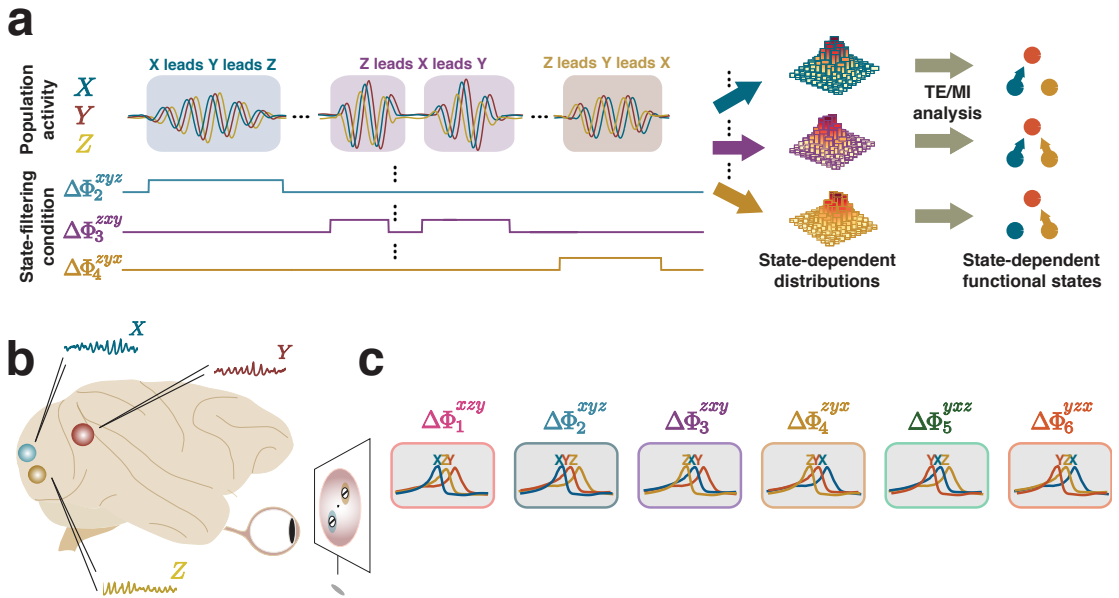 a
X leads Y leads Z
Z leads X leads Y
Z leads Y leads X
Population
activity
X
Y
Z
...
...
TE/MI
analysis
State-filtering
condition
ΔΦ₂ˣʸᶻ
ΔΦ₃ᶻˣʸ
ΔΦ₄ᶻʸˣ
State-dependent
distributions
State-dependent
functional states
b
X
Y
Z
c
ΔΦ₁ˣᶻʸ
ΔΦ₂ˣʸᶻ
ΔΦ₃ᶻˣʸ
ΔΦ₄ᶻʸˣ
ΔΦ₅ʸˣᶻ
ΔΦ₆ʸᶻˣ
XZY
XYZ
ZXY
ZYX
YXZ
YZX